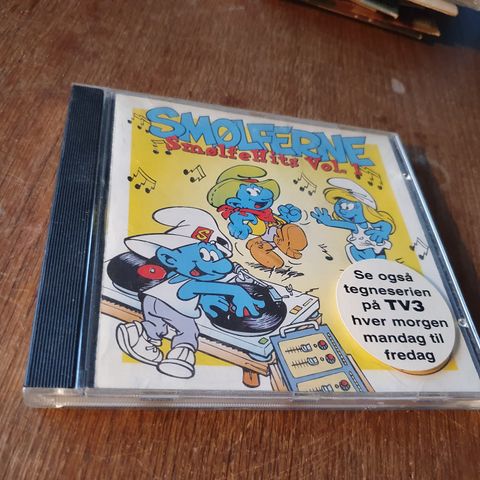 SMØLFERNE
SmølfeHits Vol. 1
Se også
tegneserien
på TV3
hver morgen
mandag til
fredag